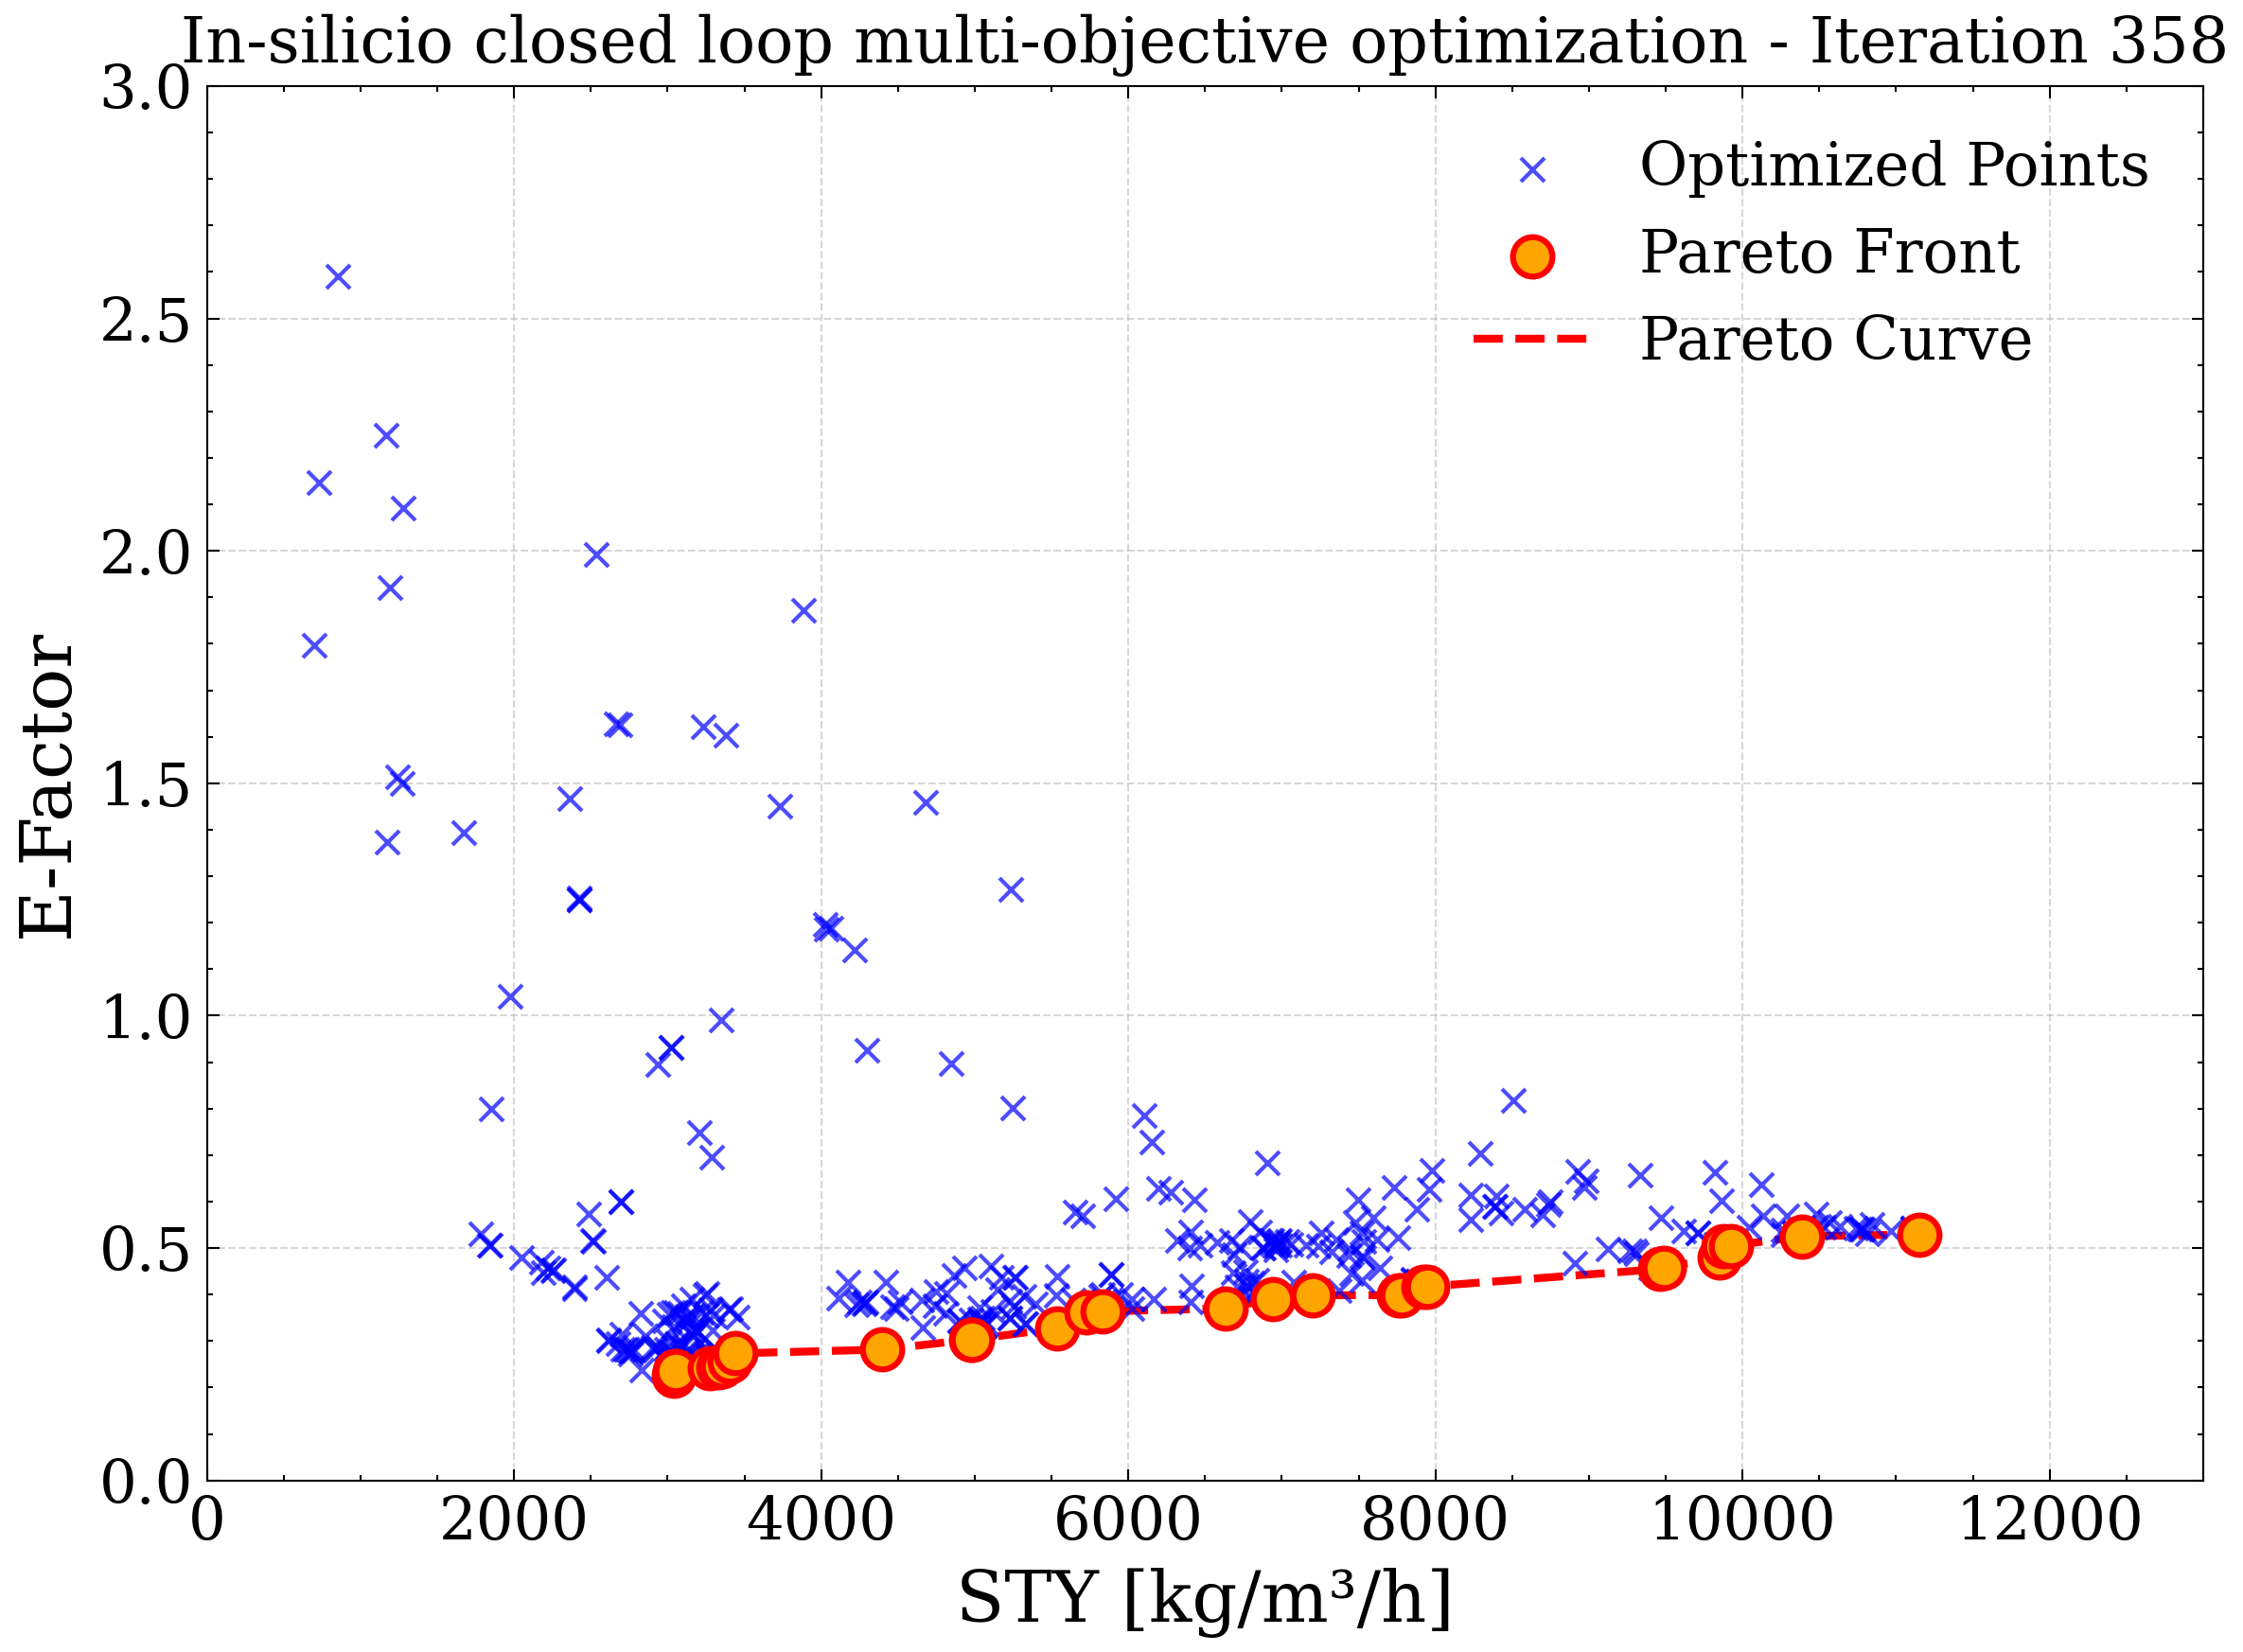 In-silicio closed loop multi-objective optimization - Iteration 358
3.0
2.5
2.0
1.5
1.0
0.5
0.0
E-Factor
Optimized Points
Pareto Front
Pareto Curve
0 2000 4000 6000 8000 10000 12000
STY [kg/m³/h]